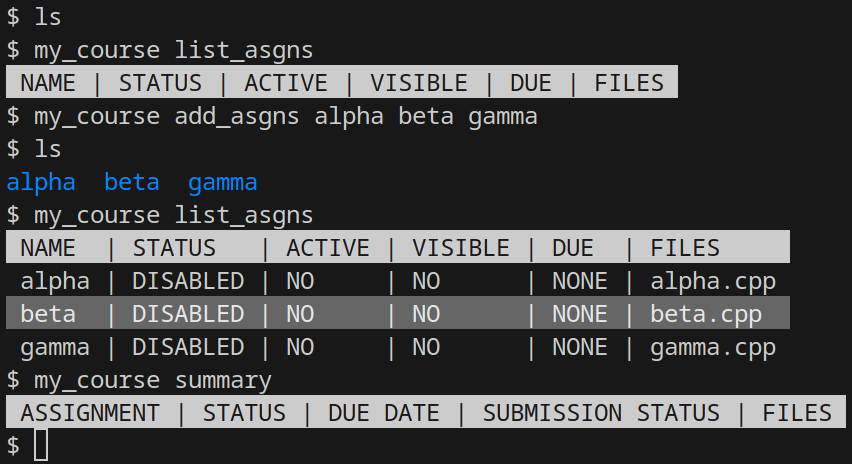 $ ls
$ my_course list_asgns
NAME | STATUS | ACTIVE | VISIBLE | DUE | FILES
$ my_course add_asgns alpha beta gamma
$ ls
alpha  beta  gamma
$ my_course list_asgns
NAME  | STATUS   | ACTIVE | VISIBLE | DUE  | FILES
alpha | DISABLED | NO     | NO      | NONE | alpha.cpp
beta  | DISABLED | NO     | NO      | NONE | beta.cpp
gamma | DISABLED | NO     | NO      | NONE | gamma.cpp
$ my_course summary
ASSIGNMENT | STATUS | DUE DATE | SUBMISSION STATUS | FILES
$